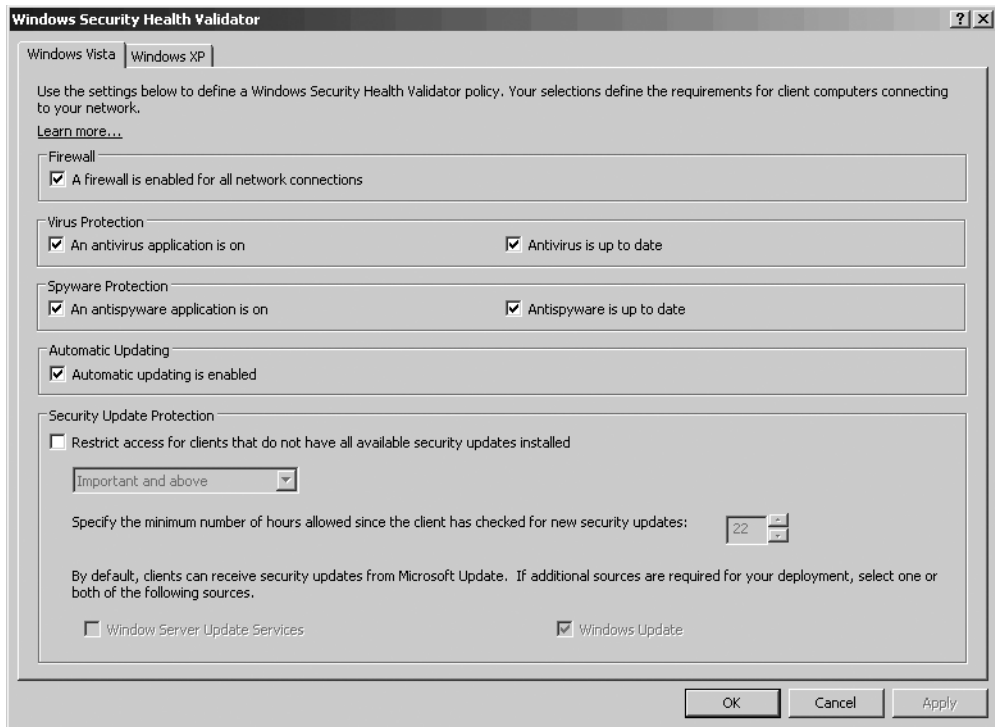 Windows Security Health Validator
Windows Vista
Windows XP
Use the settings below to define a Windows Security Health Validator policy. Your selections define the requirements for client computers connecting
to your network.
Learn more...
Firewall
A firewall is enabled for all network connections
Virus Protection
An antivirus application is on
Antivirus is up to date
Spyware Protection
An antispyware application is on
Antispyware is up to date
Automatic Updating
Automatic updating is enabled
Security Update Protection
Restrict access for clients that do not have all available security updates installed
Important and above
Specify the minimum number of hours allowed since the client has checked for new security updates:
22
By default, clients can receive security updates from Microsoft Update. If additional sources are required for your deployment, select one or
both of the following sources.
Window Server Update Services
Windows Update
OK
Cancel
Apply